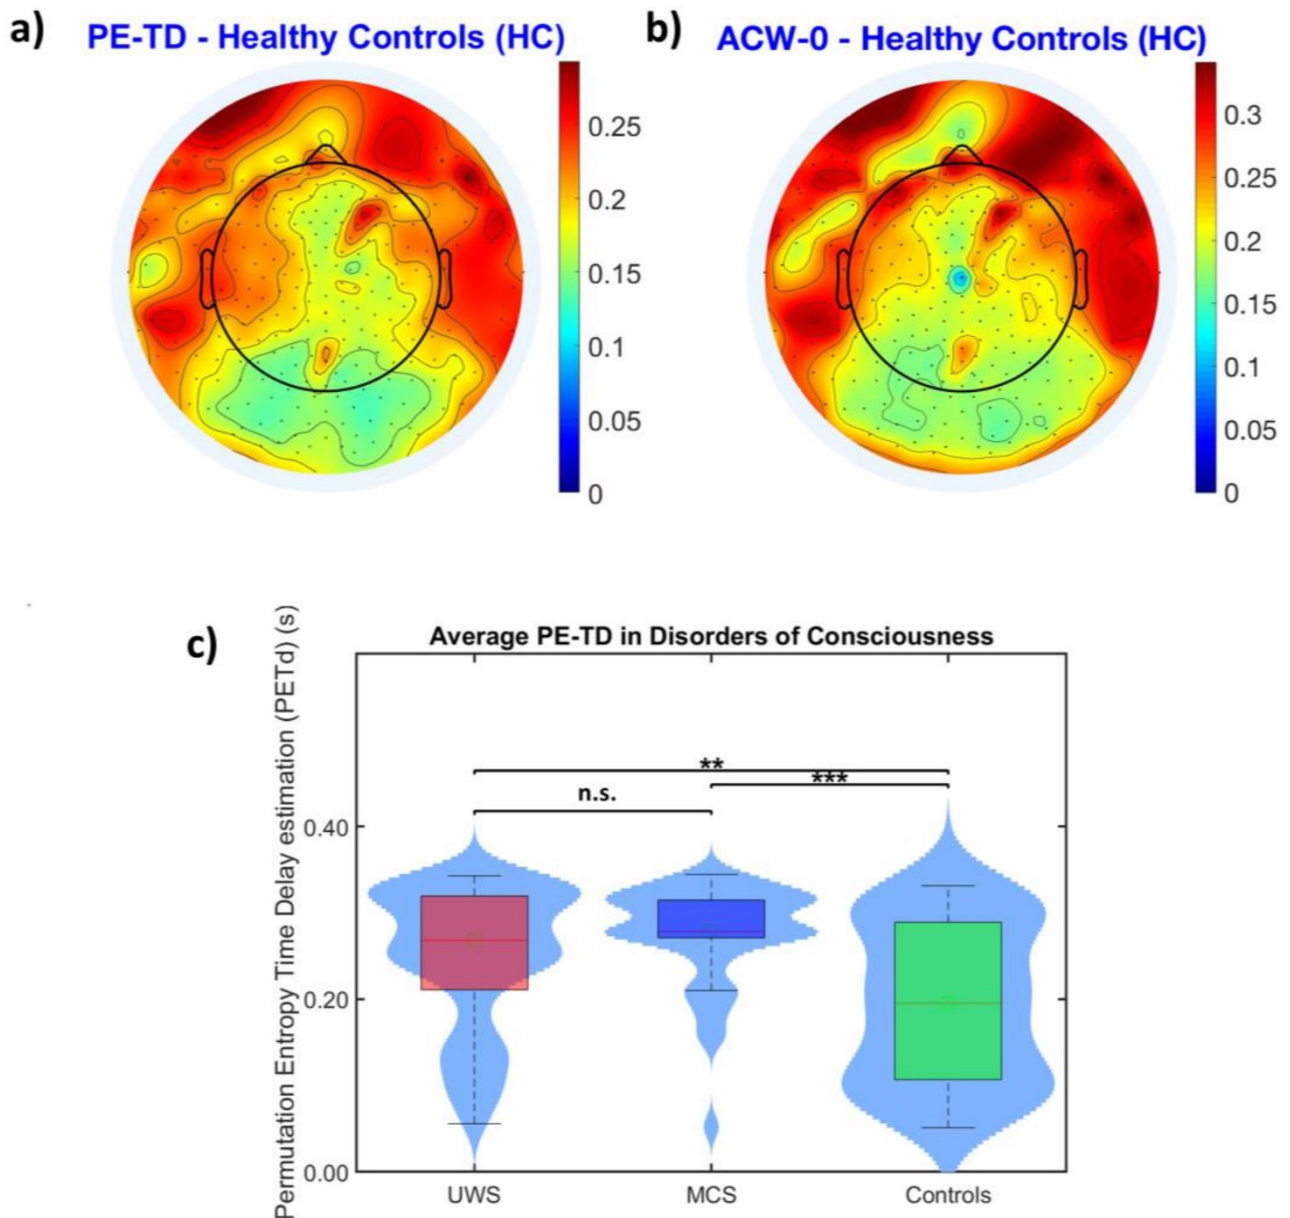 a) PE-TD - Healthy Controls (HC)
0.25
0.2
0.15
0.1
0.05
0
b) ACW-0 - Healthy Controls (HC)
0.3
0.25
0.2
0.15
0.1
0.05
0
c)
Average PE-TD in Disorders of Consciousness
Permutation Entropy Time Delay estimation (PETd) (s)
**
***
n.s.
0.40
0.20
0.00
UWS MCS Controls